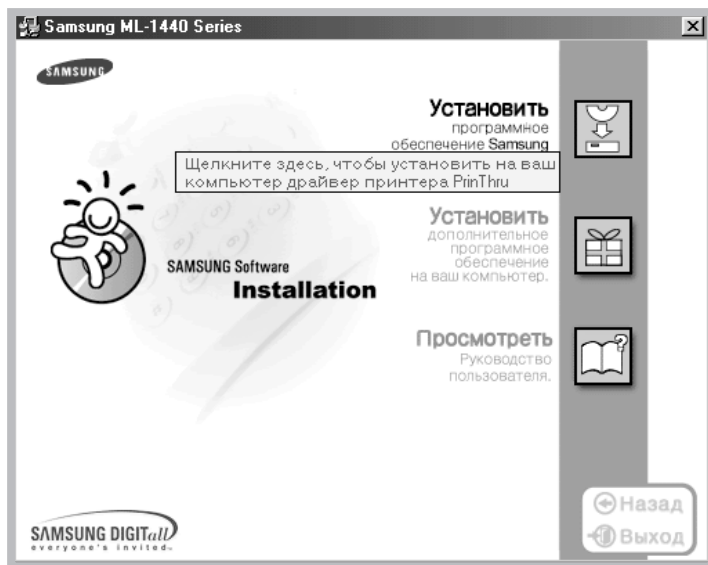 Samsung ML-1440 Series
SAMSUNG
Установить
программное
обеспечение Samsung
Щелкните здесь, чтобы установить на ваш
компьютер драйвер принтера PrinThru
Установить
дополнительное
программное
обеспечение
на ваш компьютер.
SAMSUNG Software
Installation
Просмотреть
Руководство
пользователя.
Назад
Выход
SAMSUNG DIGITall
everyone's invited™